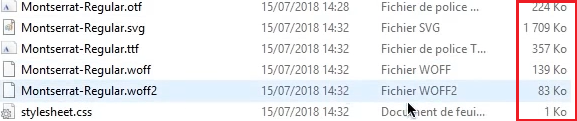 Montserrat-Regular.otf 15/07/2018 14:28 Fichier de police ... 224 Ko
Montserrat-Regular.svg 15/07/2018 14:32 Fichier SVG 1 709 Ko
Montserrat-Regular.ttf 15/07/2018 14:32 Fichier de police T... 357 Ko
Montserrat-Regular.woff 15/07/2018 14:32 Fichier WOFF 139 Ko
Montserrat-Regular.woff2 15/07/2018 14:32 Fichier WOFF2 83 Ko
stylesheet.css 15/07/2018 14:32 Document de feui... 1 Ko